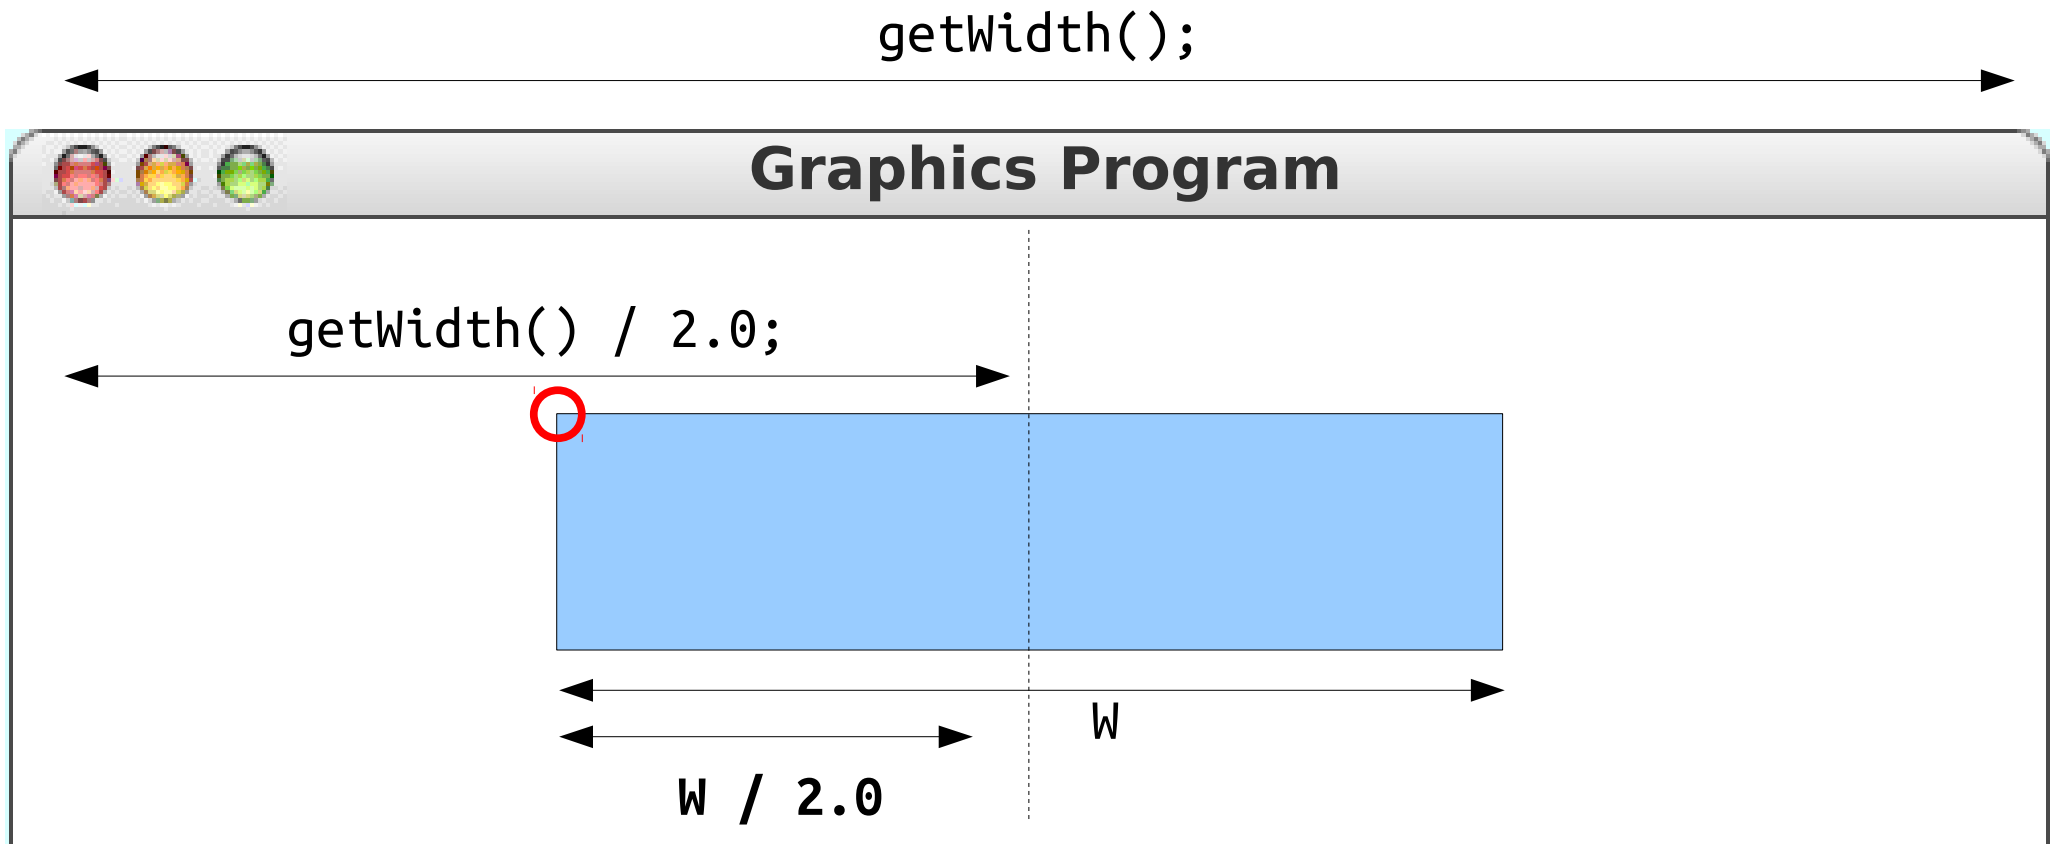 getWidth();
Graphics Program
getWidth() / 2.0;
W
W / 2.0